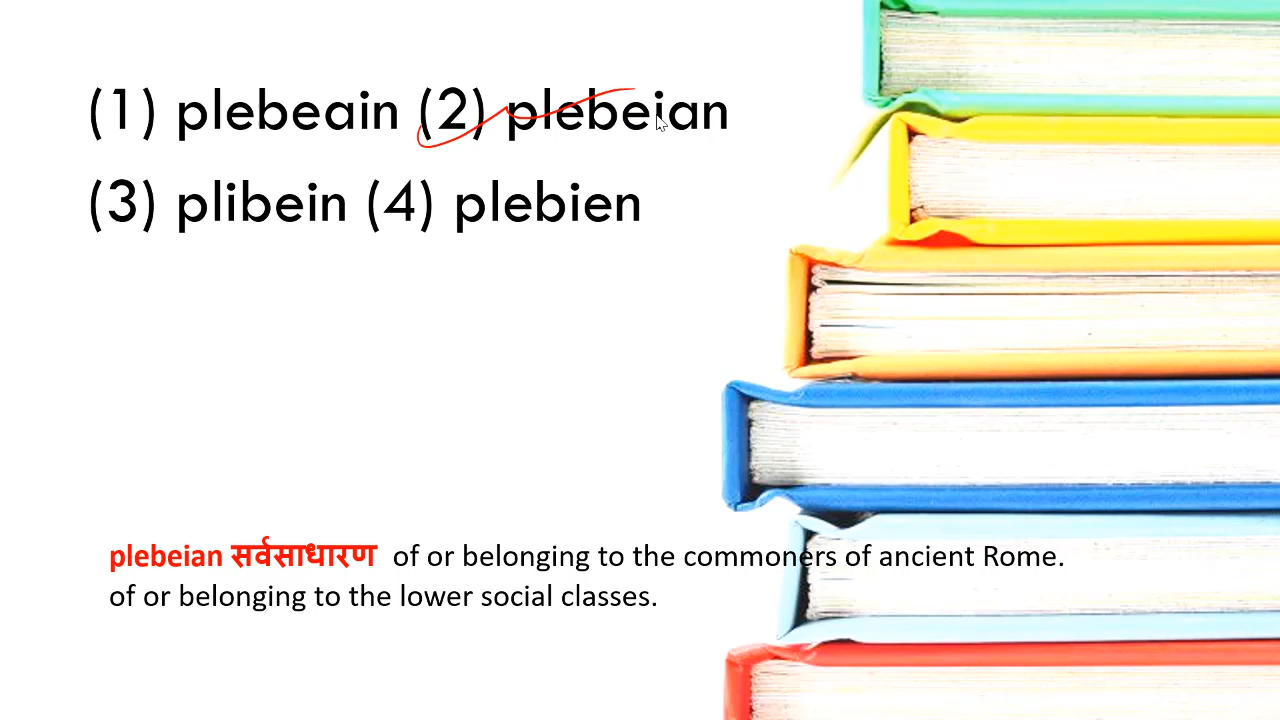 (1) plebeain (2) plebeian
(3) plibein (4) plebien
plebeian सर्वसाधारण of or belonging to the commoners of ancient Rome.
of or belonging to the lower social classes.